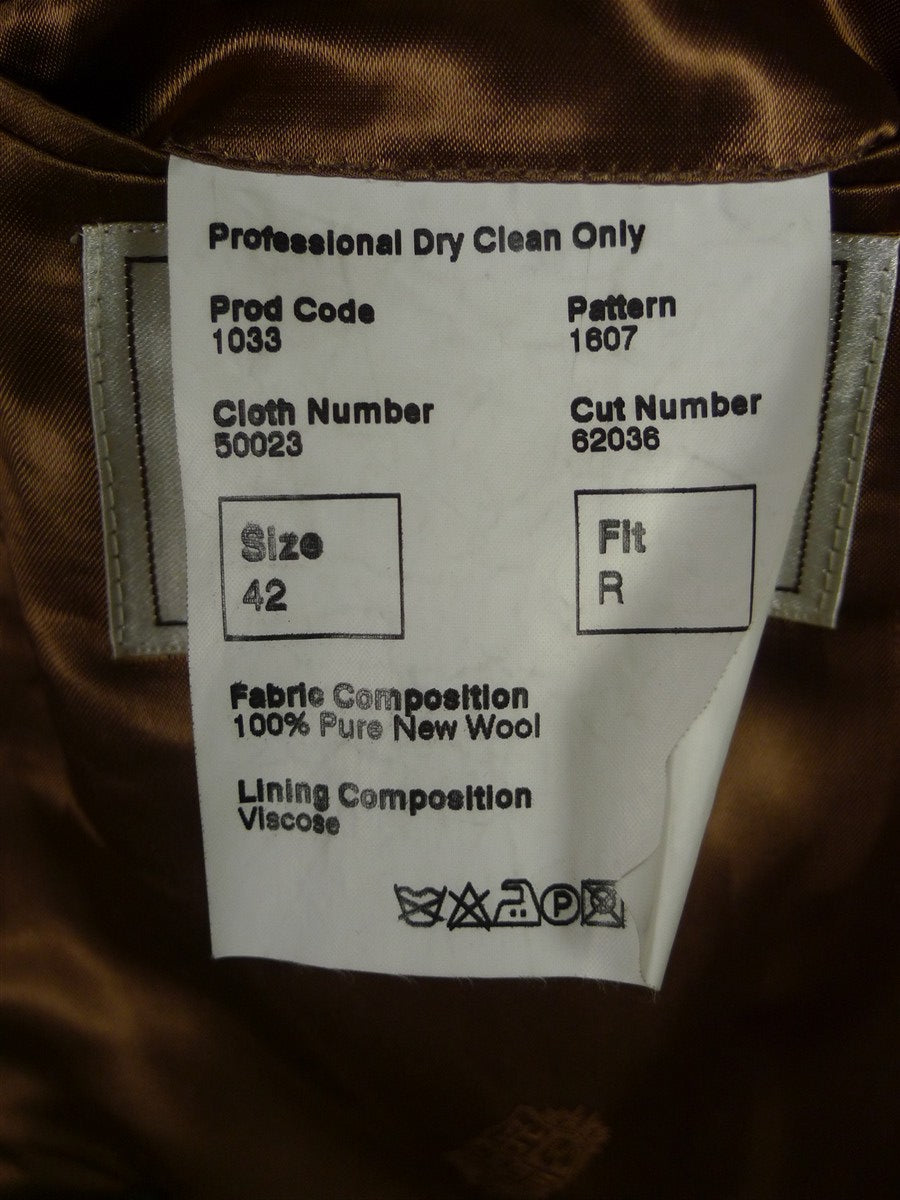 Professional Dry Clean Only
Prod Code Pattern
1033 1607
Cloth Number Cut Number
50023 62036
Size Fit
42 R
Fabric Composition
100% Pure New Wool
Lining Composition
Viscose
P